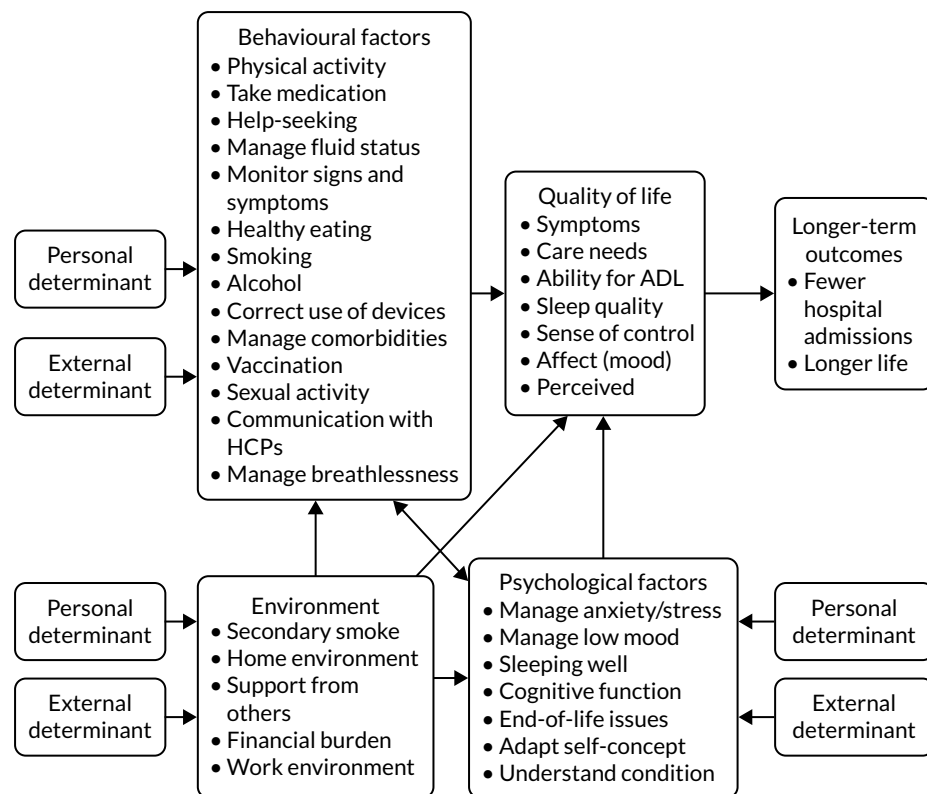 Behavioural factors
• Physical activity
• Take medication
• Help-seeking
• Manage fluid status
• Monitor signs and
symptoms
• Healthy eating
• Smoking
• Alcohol
• Correct use of devices
• Manage comorbidities
• Vaccination
• Sexual activity
• Communication with
HCPs
• Manage breathlessness
Personal
determinant
External
determinant
Quality of life
• Symptoms
• Care needs
• Ability for ADL
• Sleep quality
• Sense of control
• Affect (mood)
• Perceived
Longer-term
outcomes
• Fewer
hospital
admissions
• Longer life
Personal
determinant
External
determinant
Environment
• Secondary smoke
• Home environment
• Support from
others
• Financial burden
• Work environment
Psychological factors
• Manage anxiety/stress
• Manage low mood
• Sleeping well
• Cognitive function
• End-of-life issues
• Adapt self-concept
• Understand condition
Personal
determinant
External
determinant